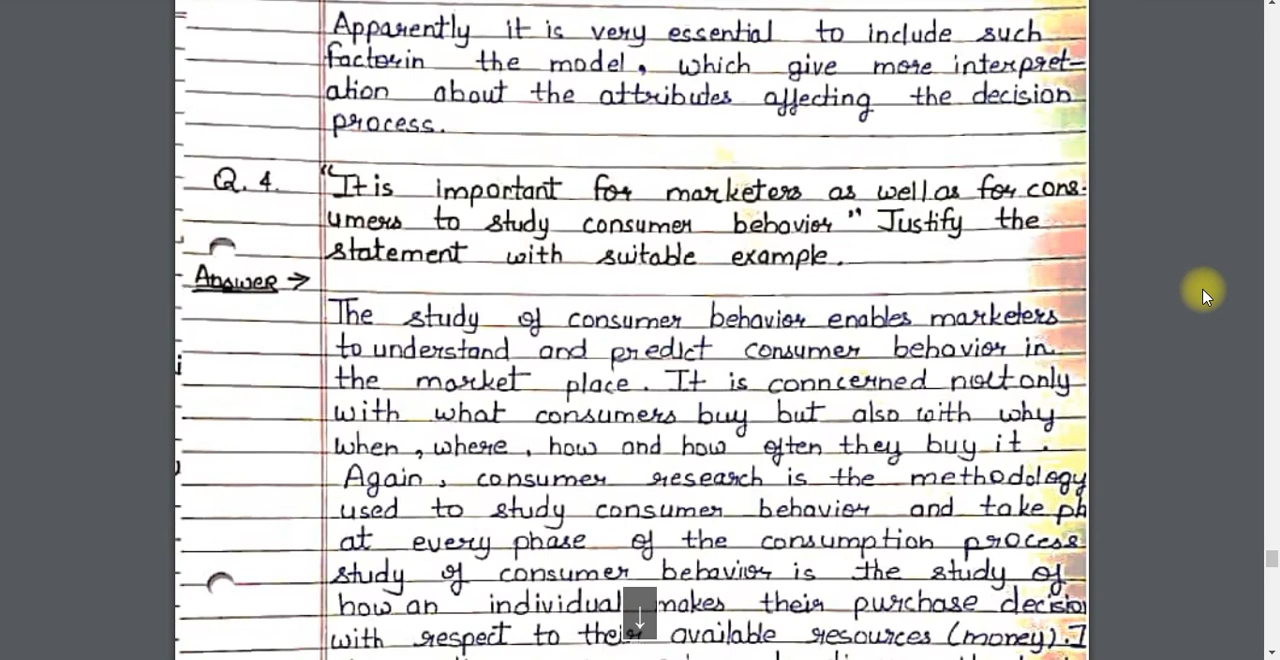 Apparently it is very essential to include such
factor in the model, which give more interpret-
ation about the attributes affecting the decision
process.
Q. 4. "It is important for marketers as well as for cons-
umers to study consumer behavior" Justify the
statement with suitable example.
Answer →
The study of consumer behavior enables marketers
to understand and predict consumer behavior in
the market place. It is conncerned not only
with what consumers buy but also with why
when, where, how and how often they buy it.
Again, consumer research is the methodology
used to study consumer behavior and take
at every phase of the consumption process
study of consumer behavior is the study of
how an individual makes their purchase decision
with respect to their available resources (money).